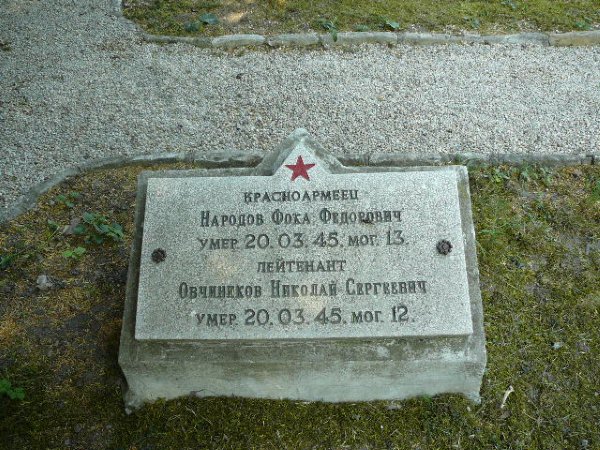 КРАСНОАРМЕЕЦ
НАРОДОВ ФОКА ФЕДОРОВИЧ
УМЕР. 20. 03. 45. МОГ. 13.
ЛЕЙТЕНАНТ
ОВЧИНЕКОВ НИКОЛАЙ СЕРГЕЕВИЧ
УМЕР. 20. 03. 45. МОГ. 12.